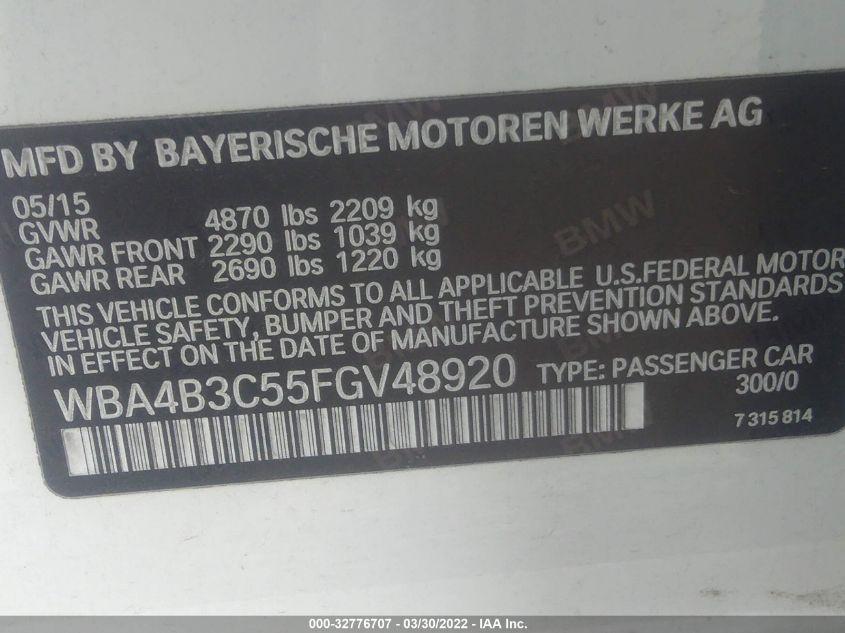 MFD BY BAYERISCHE MOTOREN WERKE AG
05/15
GVWR 4870 lbs 2209 kg
GAWR FRONT 2290 lbs 1039 kg
GAWR REAR 2690 lbs 1220 kg
THIS VEHICLE CONFORMS TO ALL APPLICABLE U.S.FEDERAL MOTOR
VEHICLE SAFETY, BUMPER AND THEFT PREVENTION STANDARDS
IN EFFECT ON THE DATE OF MANUFACTURE SHOWN ABOVE.
WBA4B3C55FGV48920 TYPE: PASSENGER CAR
300/0
7 315 814
BMW
BMW
BMW
BMW
000-32776707 - 03/30/2022 - IAA Inc.